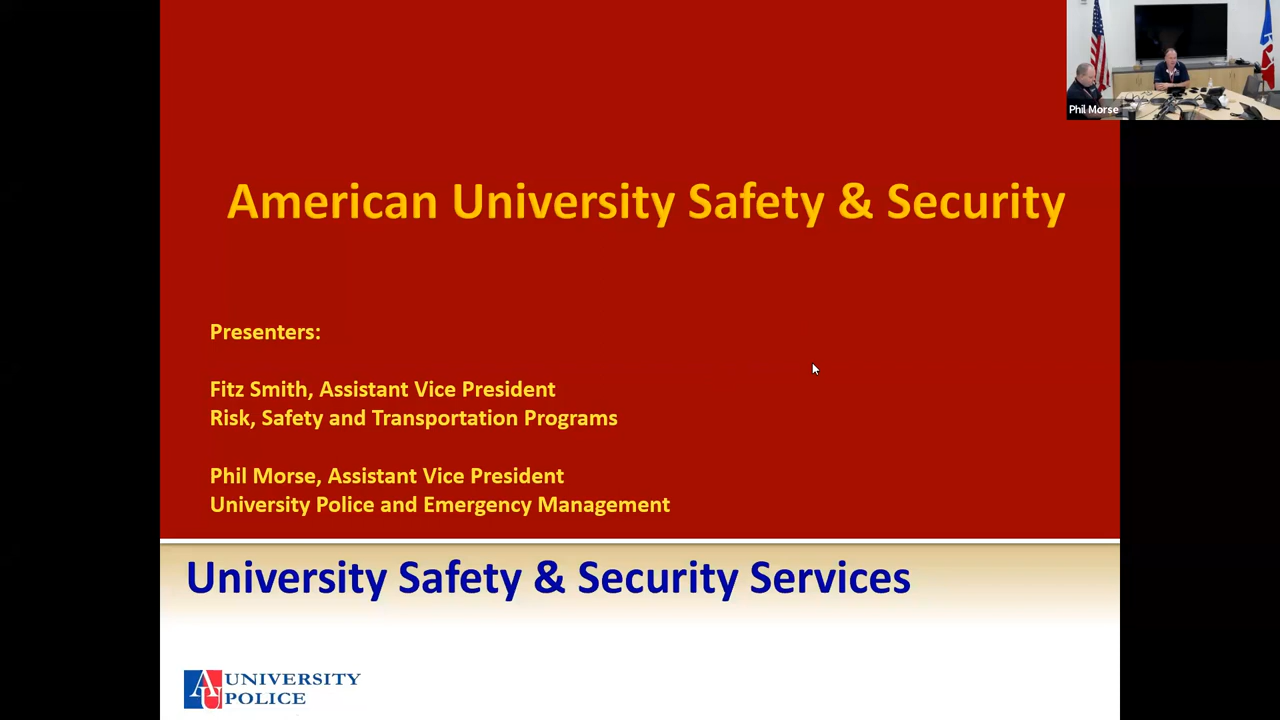 Phil Morse
American University Safety & Security
Presenters:
Fitz Smith, Assistant Vice President
Risk, Safety and Transportation Programs
Phil Morse, Assistant Vice President
University Police and Emergency Management
University Safety & Security Services
AU UNIVERSITY
POLICE